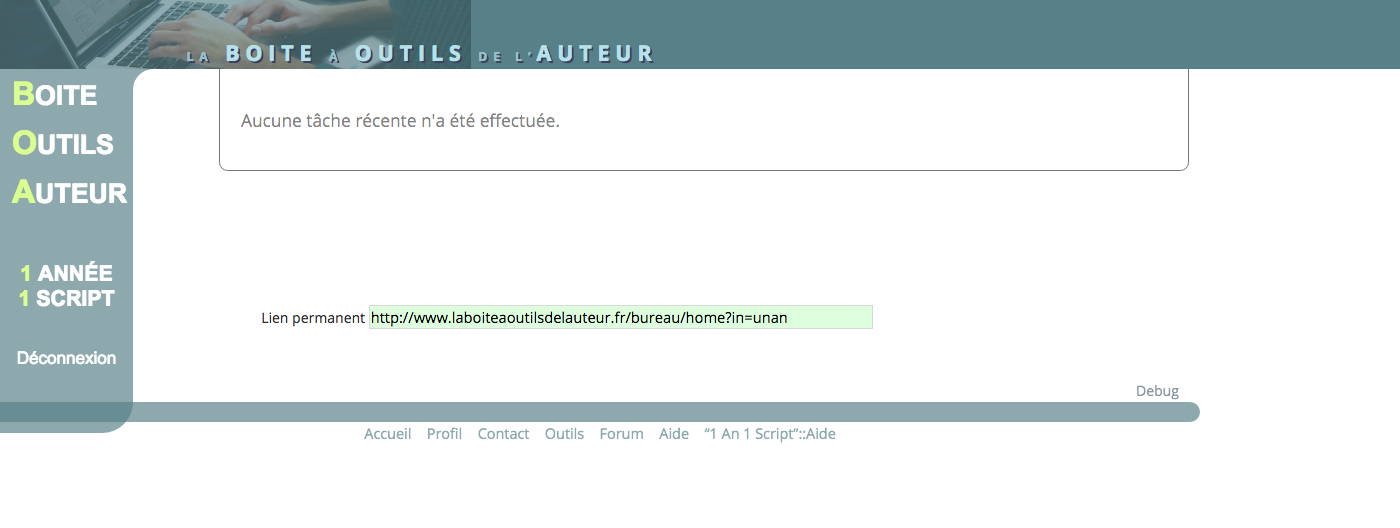 LA BOITE À OUTILS DE L'AUTEUR
BOITE
OUTILS
AUTEUR
1 ANNÉE
1 SCRIPT
Déconnexion
Aucune tâche récente n'a été effectuée.
Lien permanent http://www.laboiteaoutilsdelauteur.fr/bureau/home?in=unan
Debug
Accueil Profil Contact Outils Forum Aide “1 An 1 Script”::Aide